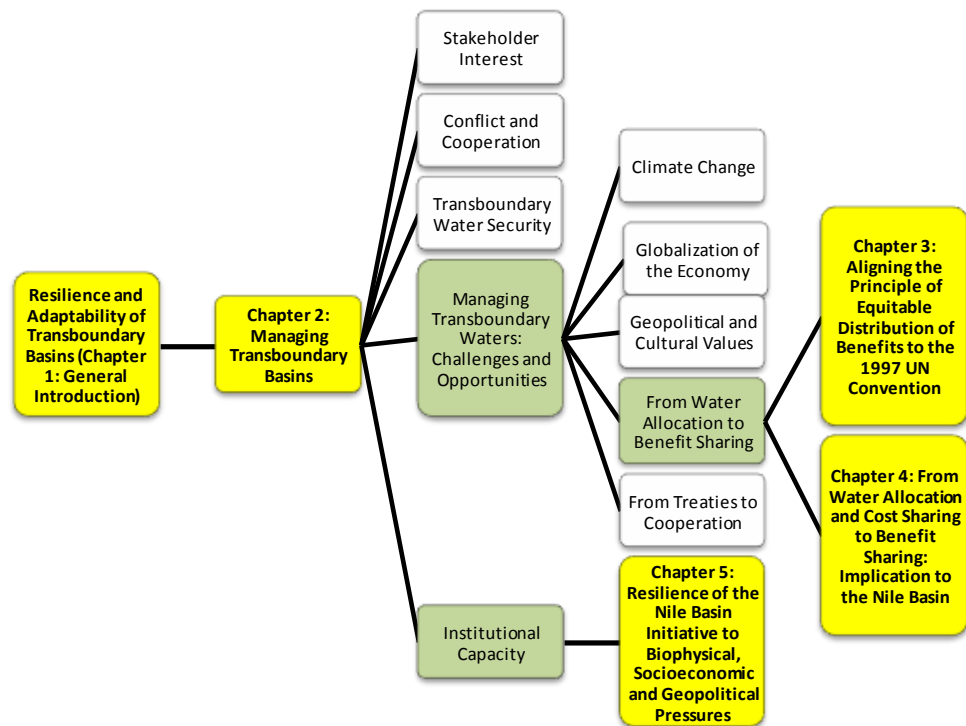 Resilience and
Adaptability of
Transboundary
Basins (Chapter
1: General
Introduction)
Chapter 2:
Managing
Transboundary
Basins
Stakeholder
Interest
Conflict and
Cooperation
Transboundary
Water Security
Managing
Transboundary
Waters:
Challenges and
Opportunities
Institutional
Capacity
Climate Change
Globalization of
the Economy
Geopolitical and
Cultural Values
From Water
Allocation to
Benefit Sharing
From Treaties to
Cooperation
Chapter 5:
Resilience of the
Nile Basin
Initiative to
Biophysical,
Socioeconomic
and Geopolitical
Pressures
Chapter 3:
Aligning the
Principle of
Equitable
Distribution of
Benefits to the
1997 UN
Convention
Chapter 4: From
Water Allocation
and Cost Sharing
to Benefit
Sharing:
Implication to
the Nile Basin